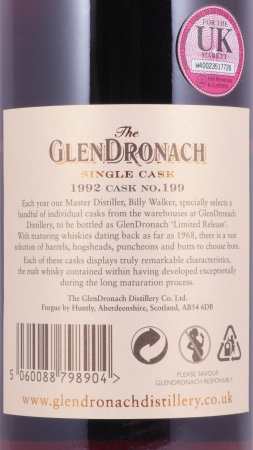 FOR THE
UK
MARKET
HM Revenue
& Customs
The
GLENDRONACH
SINGLE CASK
1992 CASK NO.199
Each year our Master Distiller, Billy Walker, specially selects a
handful of individual casks from the warehouses at GlenDronach
Distillery, to be bottled as GlenDronach 'Limited Release'.
With maturing whiskies dating back as far as 1968, there is a vast
selection of barrels, hogsheads, puncheons and butts to choose from.
Each of these casks displays truly remarkable characteristics,
the malt whisky contained within having developed exceptionally
during the long maturation process.
The GlenDronach Distillery Co. Ltd.
Forgue by Huntly, Aberdeenshire, Scotland, AB54 6DB
5 060088 798904 >
PLEASE SAVOUR
GLENDRONACH RESPONSIBLY
www.glendronachdistillery.co.uk